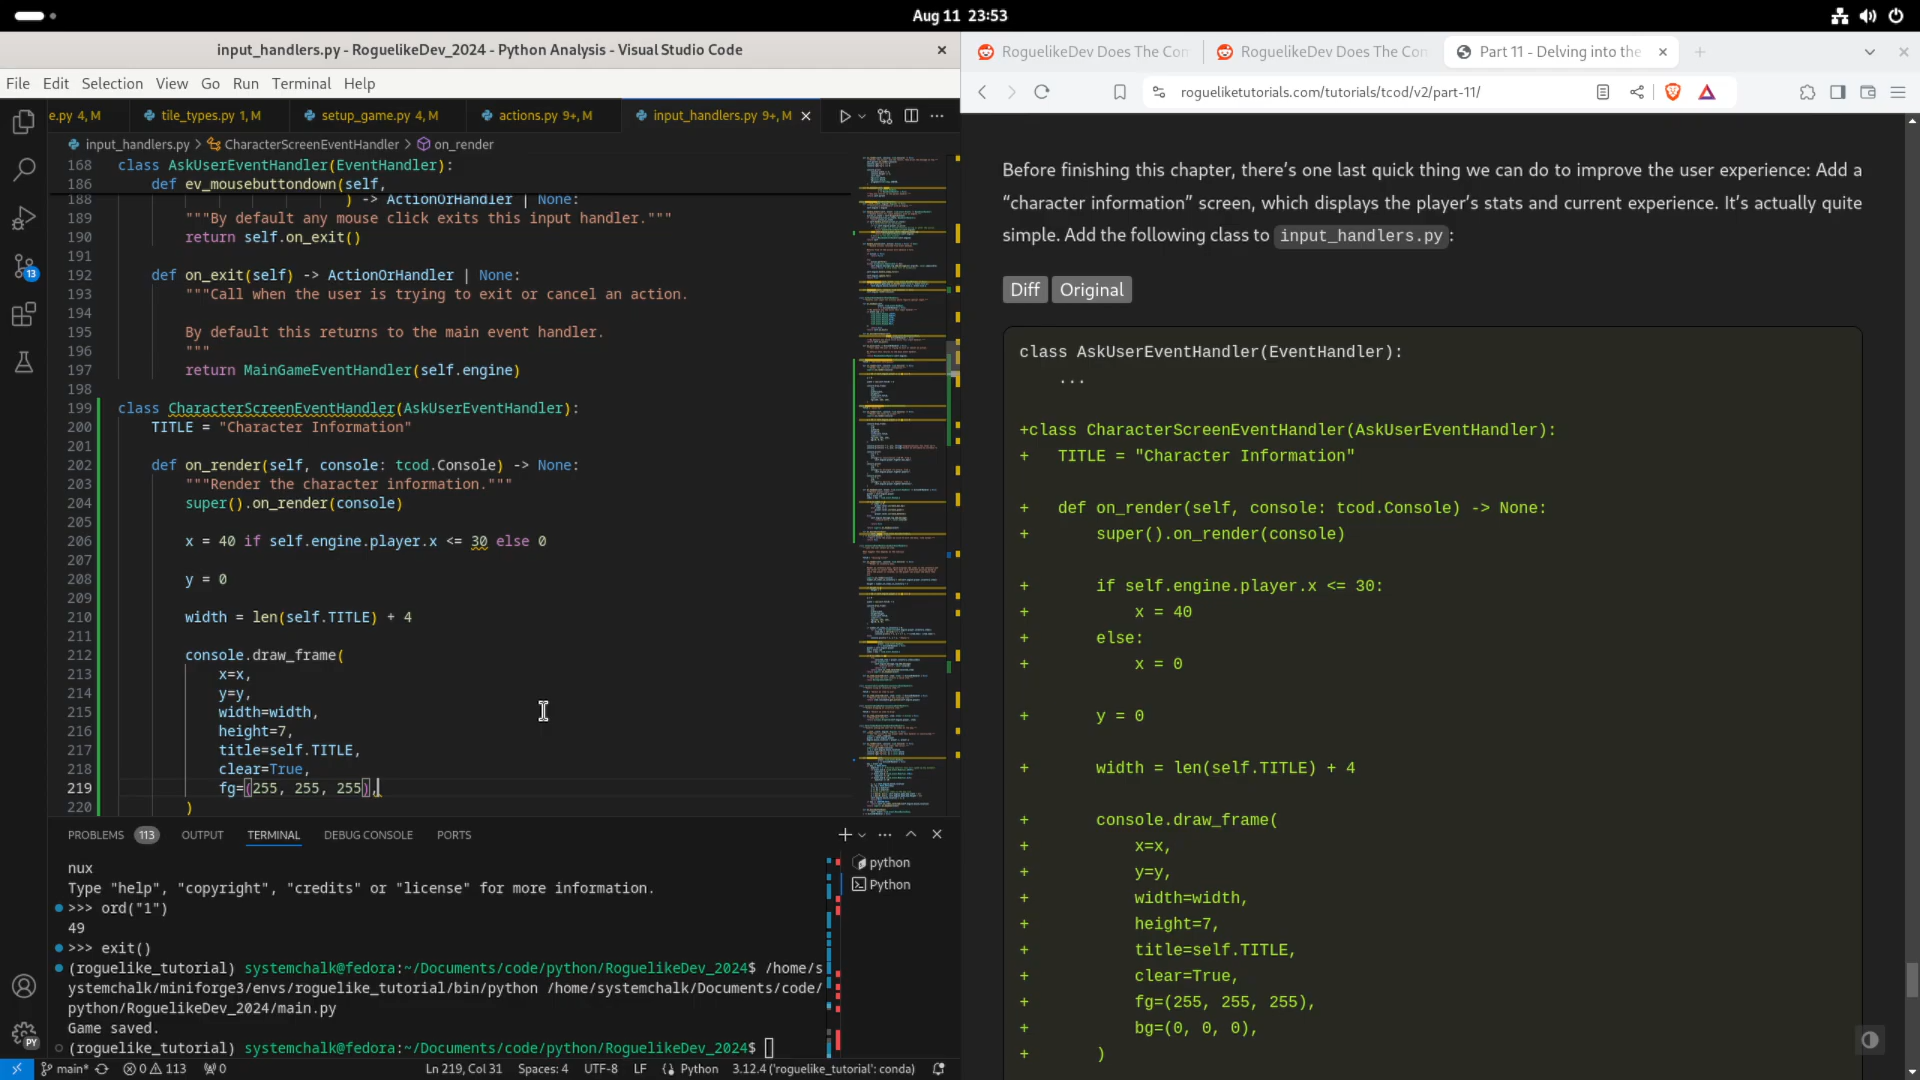 Aug 11 23:53
input_handlers.py - RoguelikeDev_2024 - Python Analysis - Visual Studio Code
File Edit Selection View Go Run Terminal Help
e.py 4, M
tile_types.py 1, M
setup_game.py 4, M
actions.py 9+, M
input_handlers.py 9+, M
input_handlers.py > CharacterScreenEventHandler > on_render
168 class AskUserEventHandler(EventHandler):
186 def ev_mousebuttondown(self,
188 ) -> ActionOrHandler | None:
189 """By default any mouse click exits this input handler."""
190 return self.on_exit()
191
192 def on_exit(self) -> ActionOrHandler | None:
193 """Call when the user is trying to exit or cancel an action.
194
195 By default this returns to the main event handler.
196 """
197 return MainGameEventHandler(self.engine)
198
199 class CharacterScreenEventHandler(AskUserEventHandler):
200 TITLE = "Character Information"
201
202 def on_render(self, console: tcod.Console) -> None:
203 """Render the character information."""
204 super().on_render(console)
205
206 x = 40 if self.engine.player.x <= 30 else 0
207
208 y = 0
209
210 width = len(self.TITLE) + 4
211
212 console.draw_frame(
213 x=x,
214 y=y,
215 width=width,
216 height=7,
217 title=self.TITLE,
218 clear=True,
219 fg=(255, 255, 255),
220 )
13
PY
PROBLEMS 113 OUTPUT TERMINAL DEBUG CONSOLE PORTS
nux
Type "help", "copyright", "credits" or "license" for more information.
>>> ord("1")
49
>>> exit()
(roguelike_tutorial) systemchalk@fedora:~/Documents/code/python/RoguelikeDev_2024$ /home/s
ystemchalk/miniforge3/envs/roguelike_tutorial/bin/python /home/systemchalk/Documents/code/
python/RoguelikeDev_2024/main.py
Game saved.
(roguelike_tutorial) systemchalk@fedora:~/Documents/code/python/RoguelikeDev_2024$
python
Python
main* 0 113 0 Ln 219, Col 31 Spaces: 4 UTF-8 LF Python 3.12.4 ('roguelike_tutorial': conda)
RoguelikeDev Does The Con
RoguelikeDev Does The Con
Part 11 - Delving into the
rogueliketutorials.com/tutorials/tcod/v2/part-11/
Before finishing this chapter, there's one last quick thing we can do to improve the user experience: Add a
“character information” screen, which displays the player's stats and current experience. It's actually quite
simple. Add the following class to input_handlers.py:
Diff Original
class AskUserEventHandler(EventHandler):
...
+class CharacterScreenEventHandler(AskUserEventHandler):
+ TITLE = "Character Information"
+ def on_render(self, console: tcod.Console) -> None:
+ super().on_render(console)
+ if self.engine.player.x <= 30:
+ x = 40
+ else:
+ x = 0
+ y = 0
+ width = len(self.TITLE) + 4
+ console.draw_frame(
+ x=x,
+ y=y,
+ width=width,
+ height=7,
+ title=self.TITLE,
+ clear=True,
+ fg=(255, 255, 255),
+ bg=(0, 0, 0),
+ )